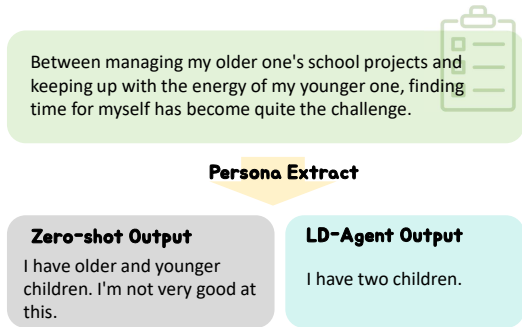 Between managing my older one's school projects and
keeping up with the energy of my younger one, finding
time for myself has become quite the challenge.
Persona Extract
Zero-shot Output
I have older and younger
children. I'm not very good at
this.
LD-Agent Output
I have two children.